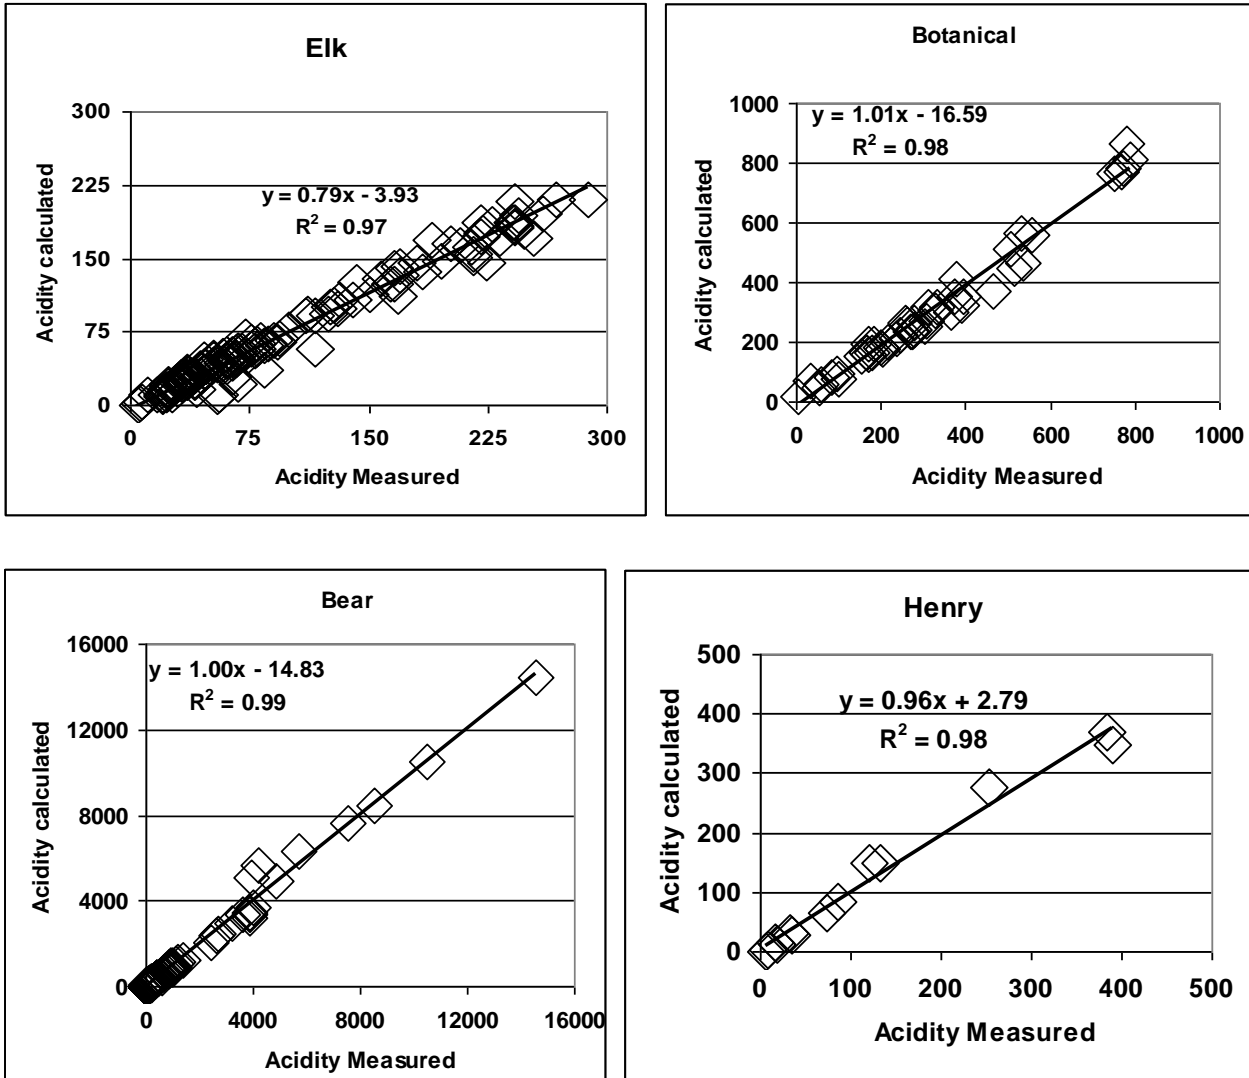 Elk
300
225
150
75
0
y = 0.79x - 3.93
R² = 0.97
0 75 150 225 300
Acidity calculated
Acidity Measured
Botanical
1000
800
600
400
200
0
y = 1.01x - 16.59
R² = 0.98
0 200 400 600 800 1000
Acidity calculated
Acidity Measured
Bear
16000
12000
8000
4000
0
y = 1.00x - 14.83
R² = 0.99
0 4000 8000 12000 16000
Acidity calculated
Acidity Measured
Henry
500
400
300
200
100
0
y = 0.96x + 2.79
R² = 0.98
0 100 200 300 400 500
Acidity calculated
Acidity Measured